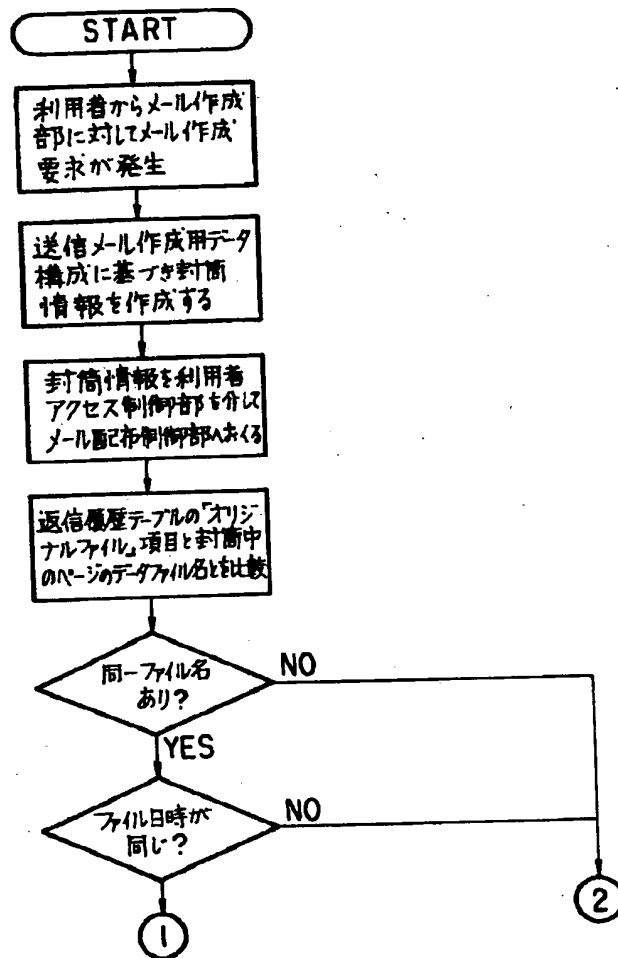 START
利用者からメール作成
部に対してメール作成
要求が発生
送信メール作成用データ
構成に基づき封筒
情報を作成する
封筒情報を利用者
アクセス制御部を介して
メール配布制御部へおくる
返信履歴テーブルの「オリジ
ナルファイル」項目と封筒中
のページのデータファイル名とを比較
同一ファイル名
あり?
NO
YES
ファイル日時が
同じ?
NO
1
2